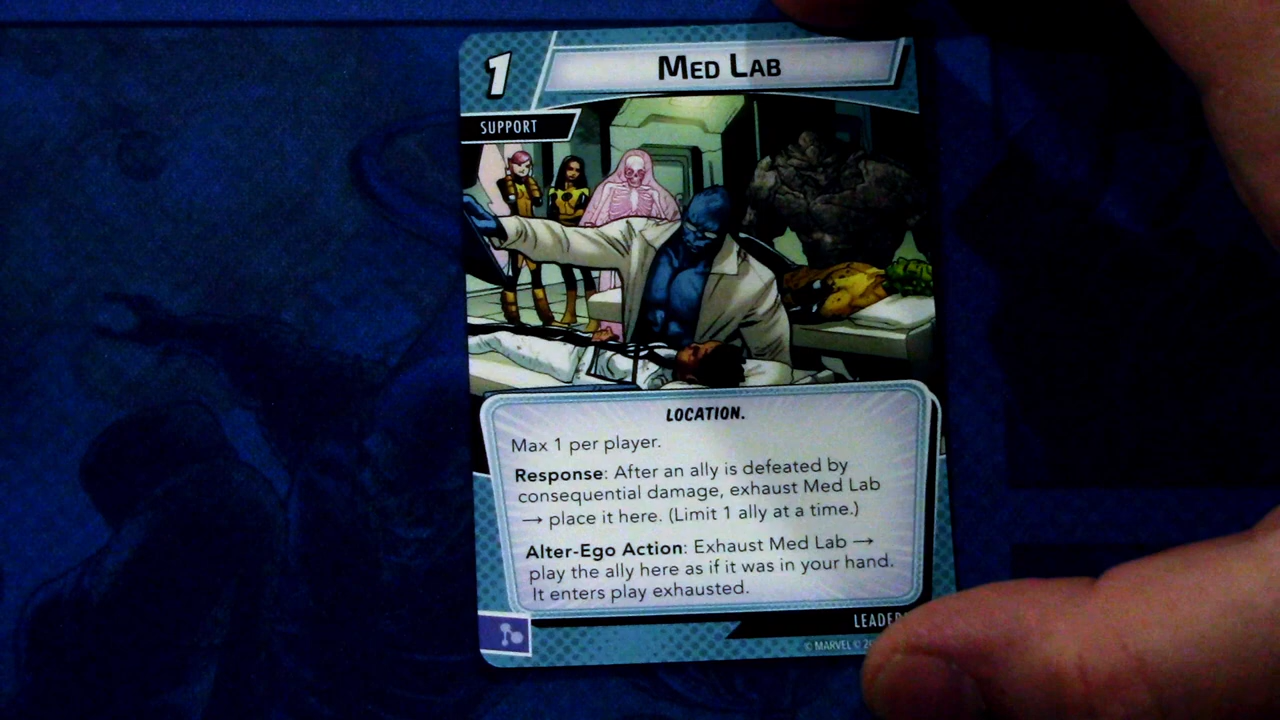 1
MED LAB
SUPPORT
LOCATION.
Max 1 per player.
Response: After an ally is defeated by
consequential damage, exhaust Med Lab
→ place it here. (Limit 1 ally at a time.)
Alter-Ego Action: Exhaust Med Lab →
play the ally here as if it was in your hand.
It enters play exhausted.
LEADER
© MARVEL © 20